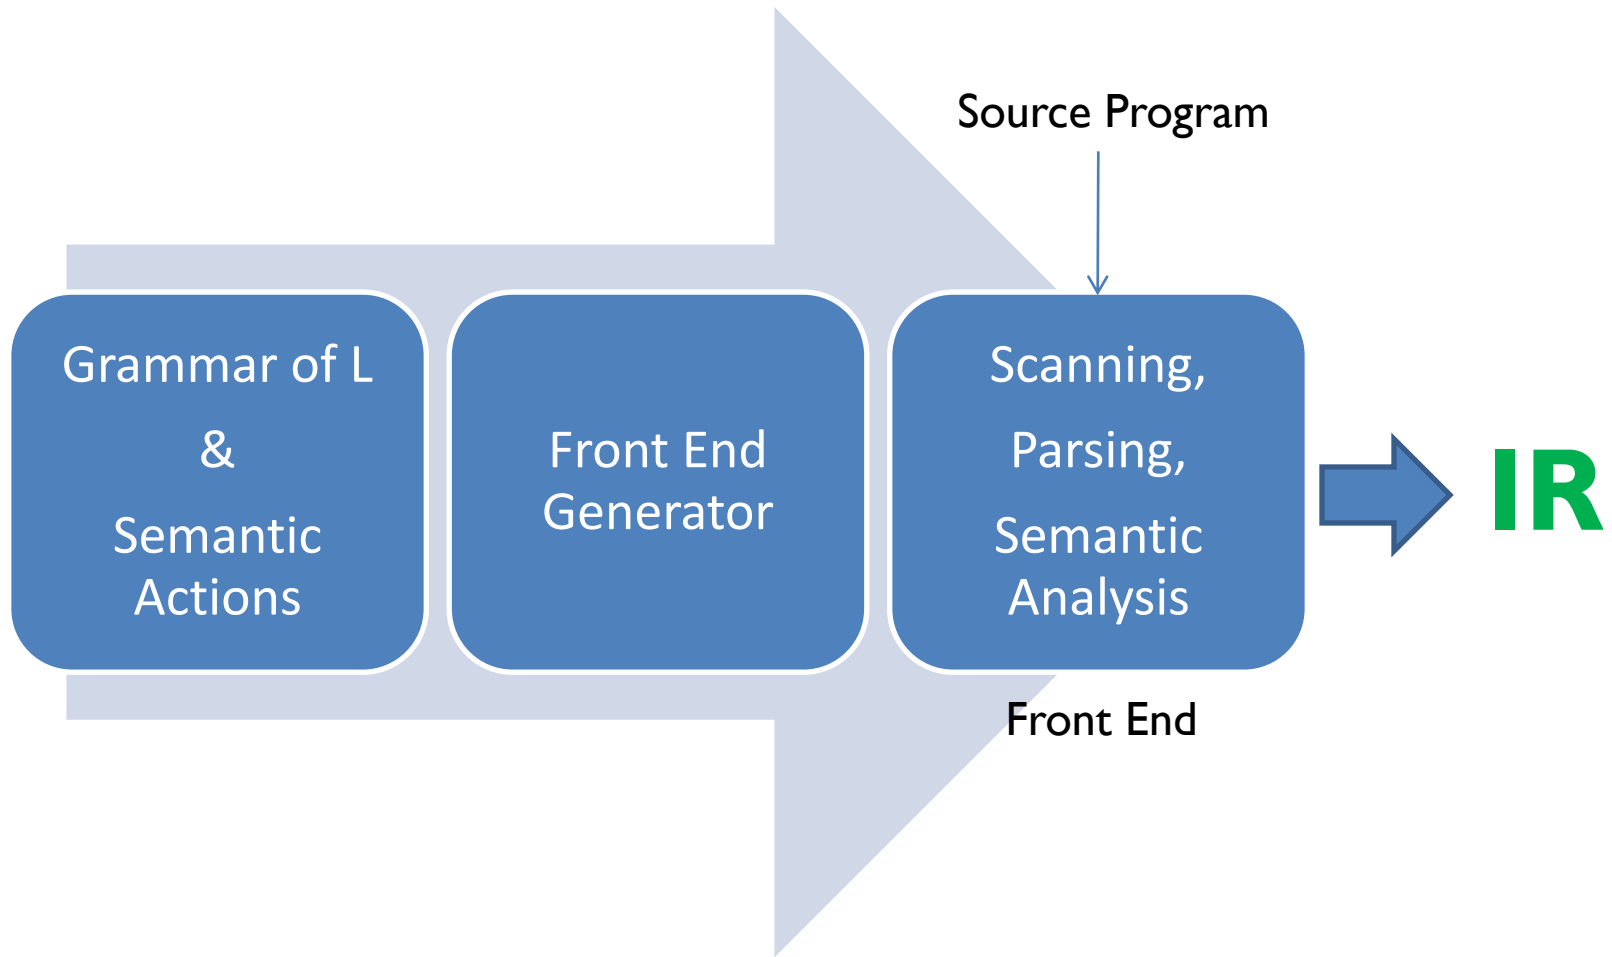 Source Program
Grammar of L
&
Semantic
Actions
Front End
Generator
Scanning,
Parsing,
Semantic
Analysis
IR
Front End